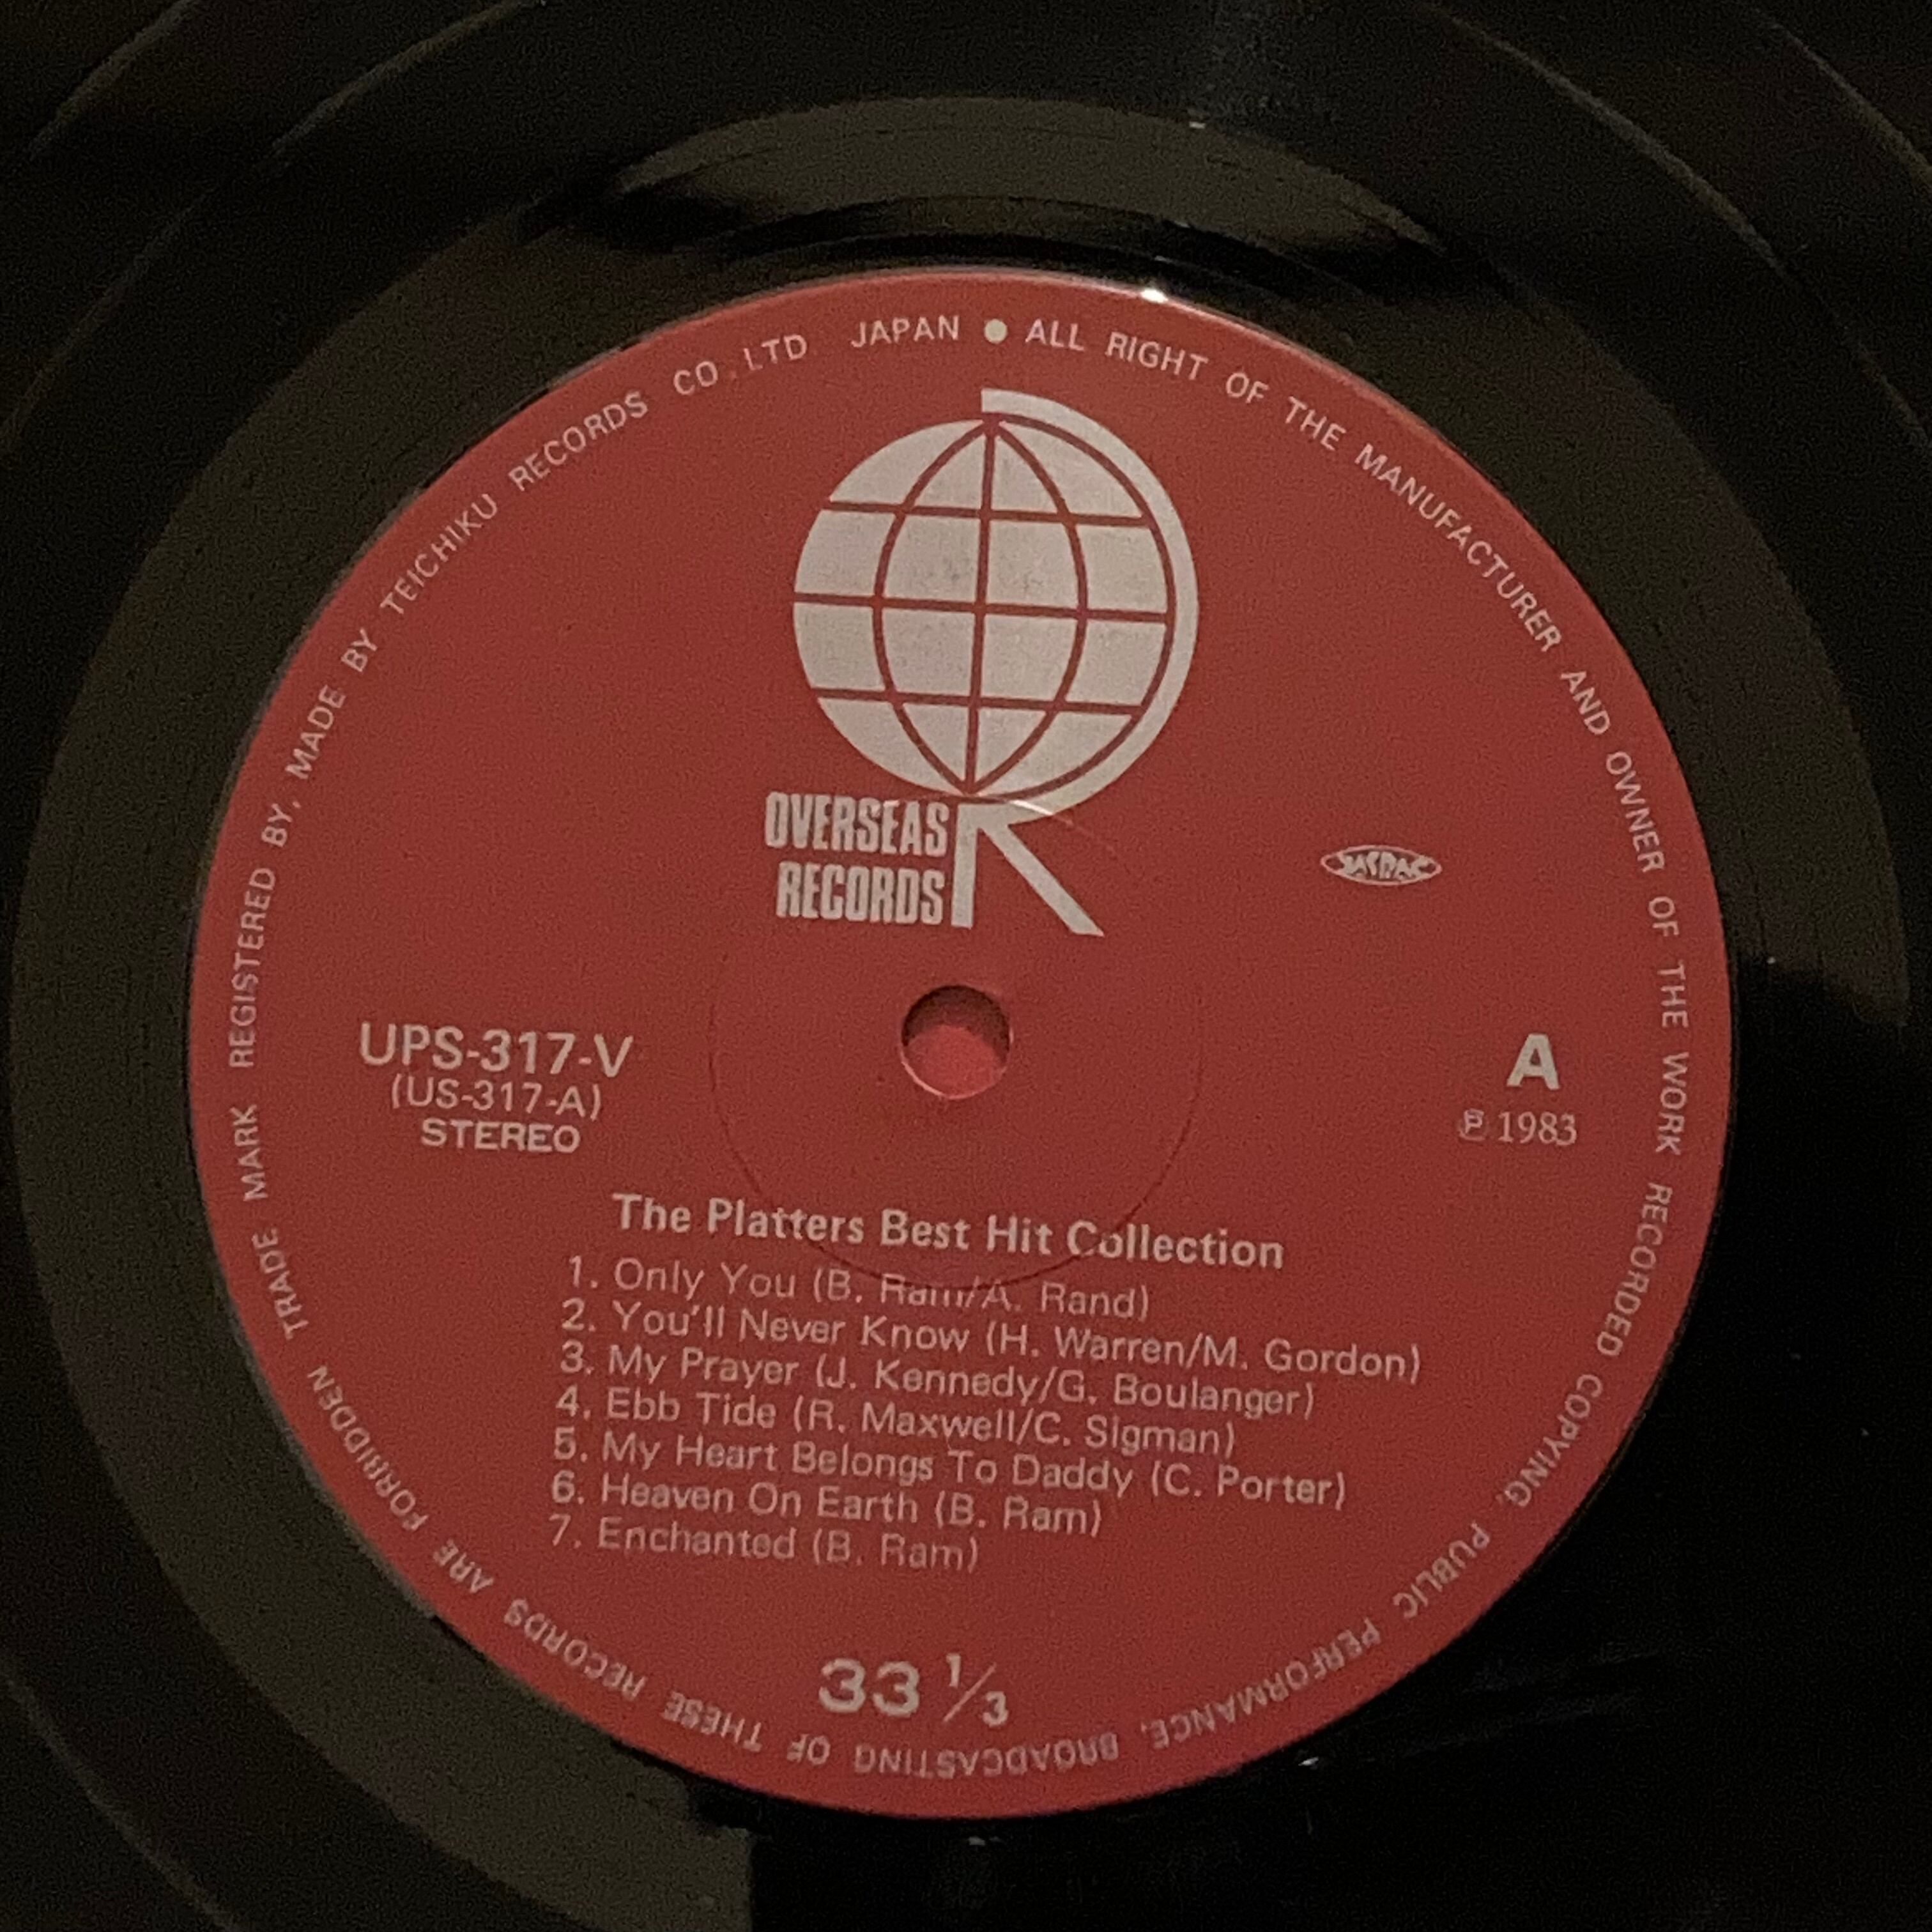 TRADE MARK REGISTERED BY, MADE BY TEICHIKU RECORDS CO., LTD JAPAN ● ALL RIGHT OF THE MANUFACTURER AND OWNER OF THE WORK RECORDED COPYING, PUBLIC PERFORMANCE, BROADCASTING OF THESE RECORDS ARE FORBIDDEN
OVERSEAS
RECORDS
JASRAC
UPS-317-V
(US-317-A)
STEREO
A
Ⓟ 1983
The Platters Best Hit Collection
1. Only You (B. Ram/A. Rand)
2. You'll Never Know (H. Warren/M. Gordon)
3. My Prayer (J. Kennedy/G. Boulanger)
4. Ebb Tide (R. Maxwell/C. Sigman)
5. My Heart Belongs To Daddy (C. Porter)
6. Heaven On Earth (B. Ram)
7. Enchanted (B. Ram)
33 1/3